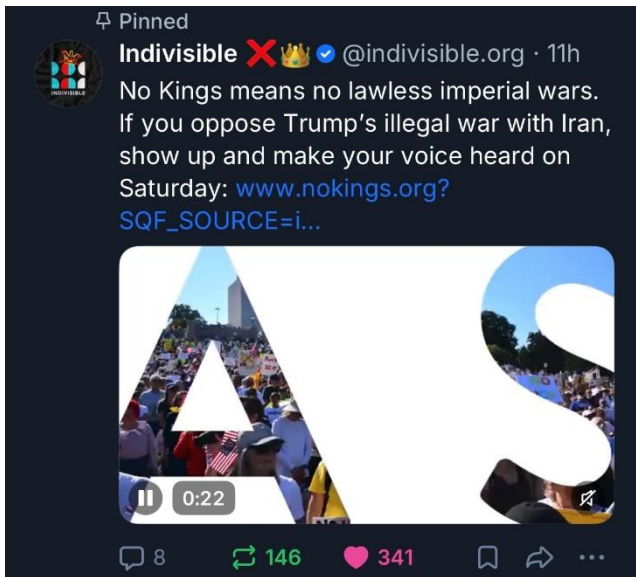 Pinned
Indivisible ❌👑 @indivisible.org · 11h
No Kings means no lawless imperial wars.
If you oppose Trump’s illegal war with Iran,
show up and make your voice heard on
Saturday: www.nokings.org?
SQF_SOURCE=i...
INDIVISIBLE
A S
0:22
8 146 341